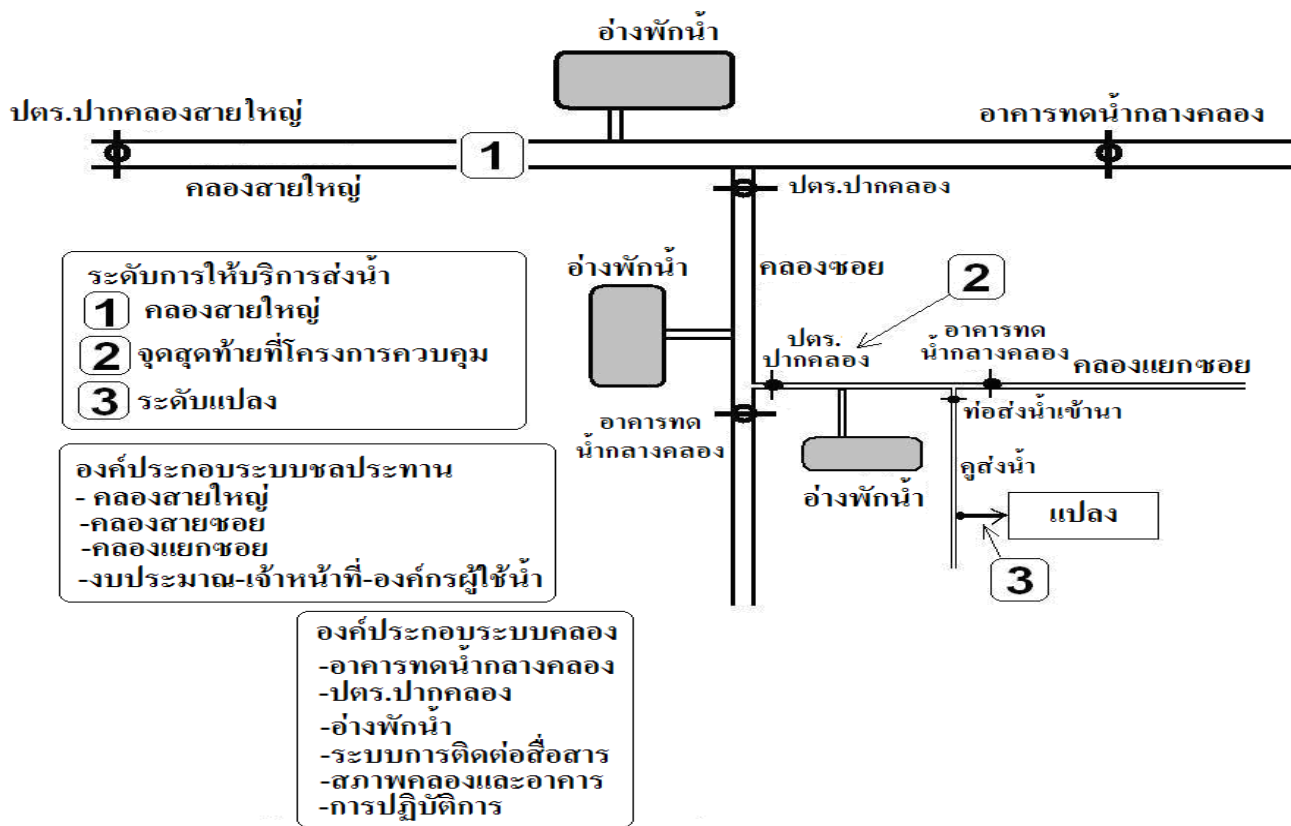 อ่างพักน้ำ
ปตร.ปากคลองสายใหญ่
อาคารทดน้ำกลางคลอง
1
คลองสายใหญ่
ปตร.ปากคลอง
อ่างพักน้ำ
คลองซอย
2
ระดับการให้บริการส่งน้ำ
1 คลองสายใหญ่
2 จุดสุดท้ายที่โครงการควบคุม
3 ระดับแปลง
ปตร.
ปากคลอง
อาคารทด
น้ำกลางคลอง
คลองแยกซอย
ท่อส่งน้ำเข้านา
อาคารทด
น้ำกลางคลอง
คูส่งน้ำ
อ่างพักน้ำ
แปลง
3
องค์ประกอบระบบชลประทาน
- คลองสายใหญ่
-คลองสายซอย
-คลองแยกซอย
-งบประมาณ-เจ้าหน้าที่-องค์กรผู้ใช้น้ำ
องค์ประกอบระบบคลอง
-อาคารทดน้ำกลางคลอง
-ปตร.ปากคลอง
-อ่างพักน้ำ
-ระบบการติดต่อสื่อสาร
-สภาพคลองและอาคาร
-การปฏิบัติการ